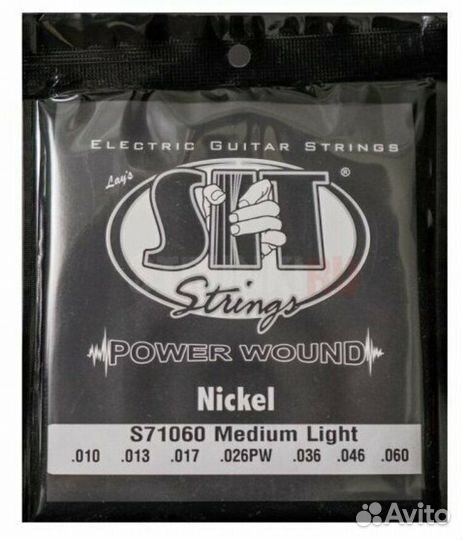 ELECTRIC GUITAR STRINGS
Lay's
SIT ®
Strings
POWER WOUND
Nickel
S71060 Medium Light
.010 .013 .017 .026PW .036 .046 .060
Avito